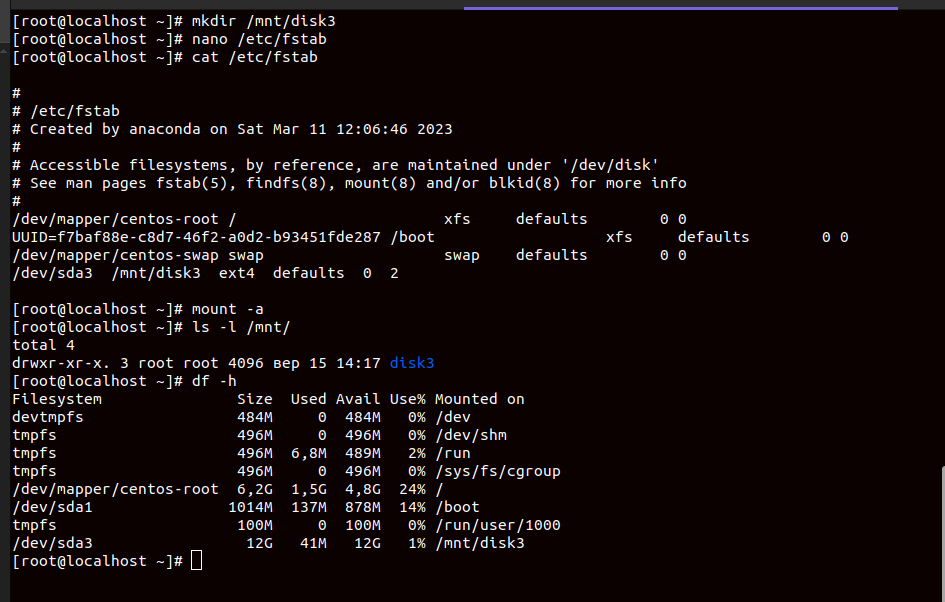 [root@localhost ~]# mkdir /mnt/disk3
[root@localhost ~]# nano /etc/fstab
[root@localhost ~]# cat /etc/fstab

#
# /etc/fstab
# Created by anaconda on Sat Mar 11 12:06:46 2023
#
# Accessible filesystems, by reference, are maintained under '/dev/disk'
# See man pages fstab(5), findfs(8), mount(8) and/or blkid(8) for more info
#
/dev/mapper/centos-root /                       xfs     defaults        0 0
UUID=f7baf88e-c8d7-46f2-a0d2-b93451fde287 /boot                   xfs     defaults        0 0
/dev/mapper/centos-swap swap                    swap    defaults        0 0
/dev/sda3  /mnt/disk3  ext4  defaults  0  2

[root@localhost ~]# mount -a
[root@localhost ~]# ls -l /mnt/
total 4
drwxr-xr-x. 3 root root 4096 вер 15 14:17 disk3
[root@localhost ~]# df -h
Filesystem               Size  Used Avail Use% Mounted on
devtmpfs                 484M     0  484M   0% /dev
tmpfs                    496M     0  496M   0% /dev/shm
tmpfs                    496M  6,8M  489M   2% /run
tmpfs                    496M     0  496M   0% /sys/fs/cgroup
/dev/mapper/centos-root  6,2G  1,5G  4,8G  24% /
/dev/sda1               1014M  137M  878M  14% /boot
tmpfs                    100M     0  100M   0% /run/user/1000
/dev/sda3                 12G   41M   12G   1% /mnt/disk3
[root@localhost ~]#